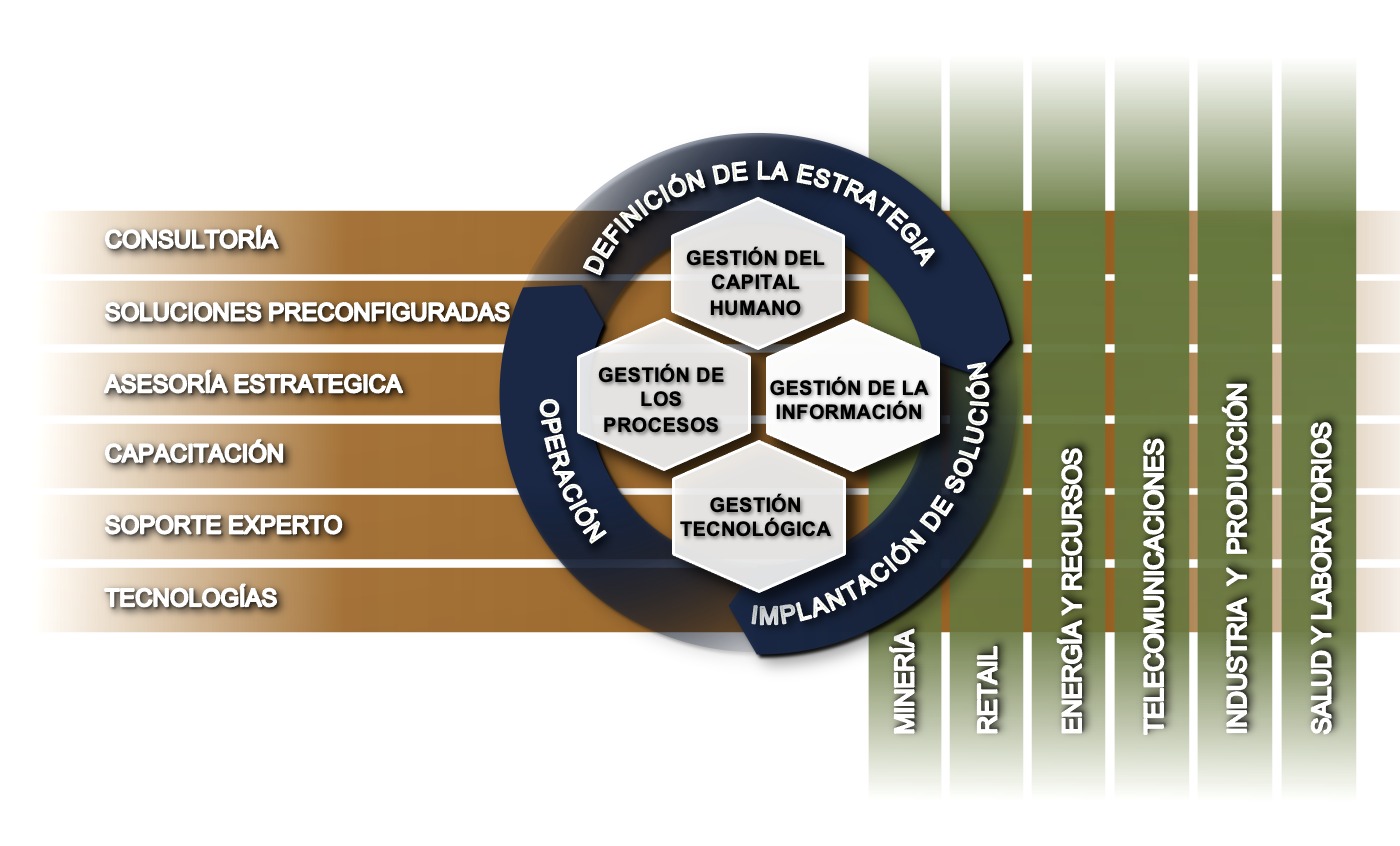 CONSULTORÍA
SOLUCIONES PRECONFIGURADAS
ASESORÍA ESTRATEGICA
CAPACITACIÓN
SOPORTE EXPERTO
TECNOLOGÍAS
DEFINICIÓN DE LA ESTRATEGIA
IMPLANTACIÓN DE SOLUCIÓN
OPERACIÓN
GESTIÓN DEL
CAPITAL
HUMANO
GESTIÓN DE
LOS
PROCESOS
GESTIÓN DE LA
INFORMACIÓN
GESTIÓN
TECNOLÓGICA
MINERÍA
RETAIL
ENERGÍA Y RECURSOS
TELECOMUNICACIONES
INDUSTRIA Y PRODUCCIÓN
SALUD Y LABORATORIOS